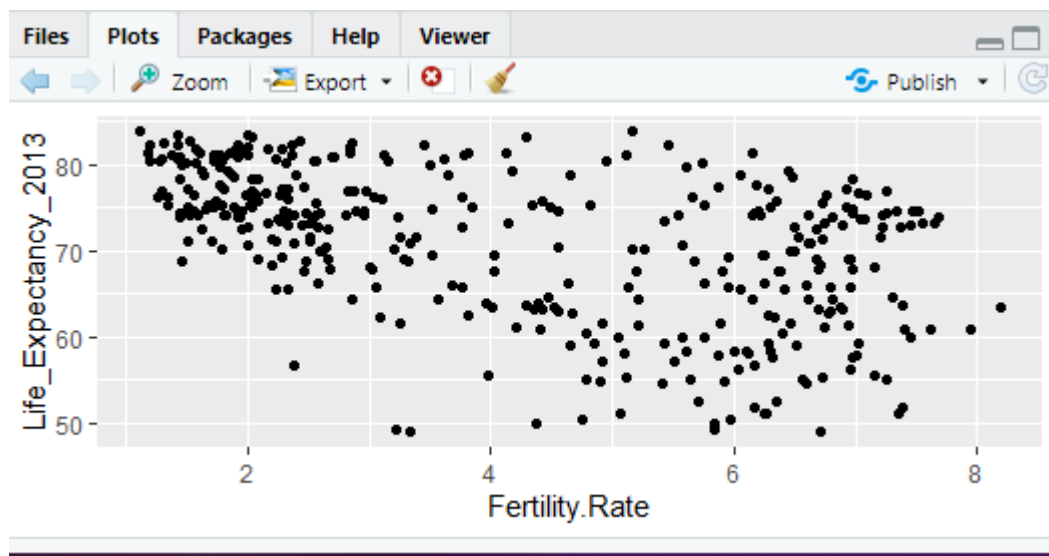 Files Plots Packages Help Viewer
Zoom Export Publish
Life_Expectancy_2013
80
70
60
50
2 4 6 8
Fertility.Rate